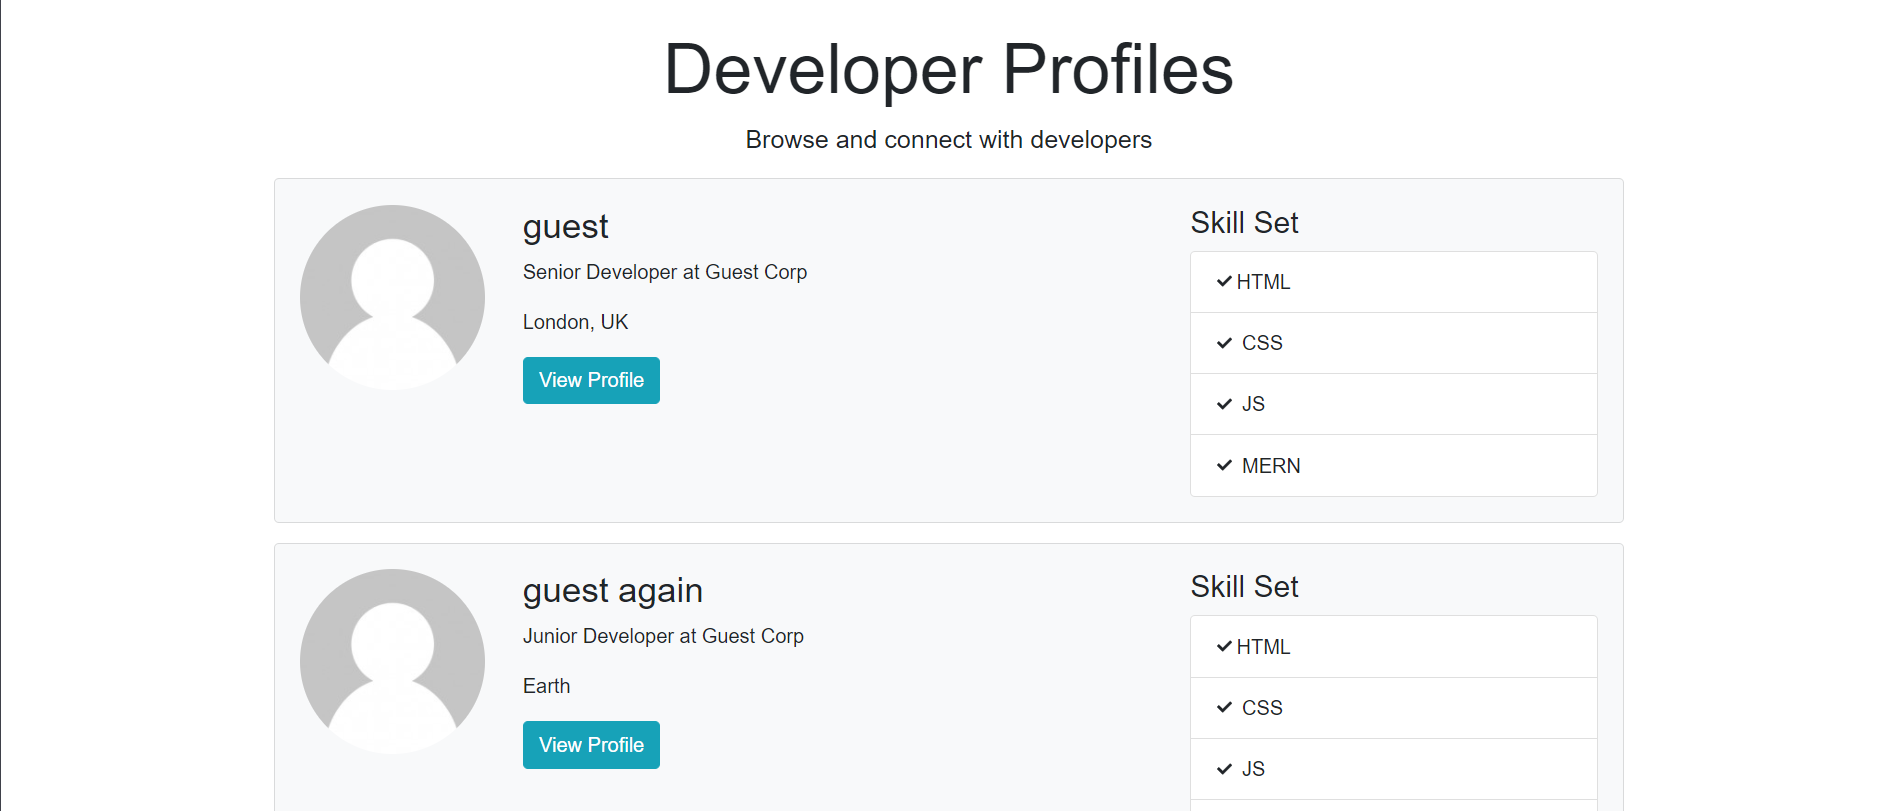 Developer Profiles
Browse and connect with developers
guest
Senior Developer at Guest Corp
London, UK
View Profile
Skill Set
HTML
CSS
JS
MERN
guest again
Junior Developer at Guest Corp
Earth
View Profile
Skill Set
HTML
CSS
JS